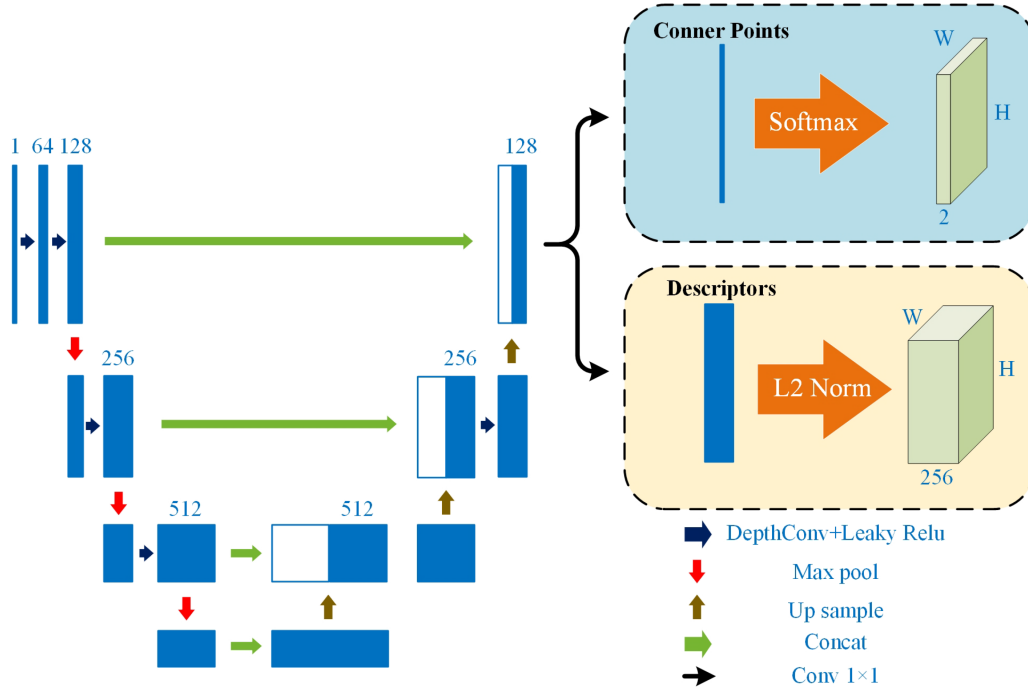 1 64 128
128
256
256
512
512
Conner Points
Softmax
W
H
2
Descriptors
L2 Norm
W
H
256
DepthConv+Leaky Relu
Max pool
Up sample
Concat
Conv 1×1